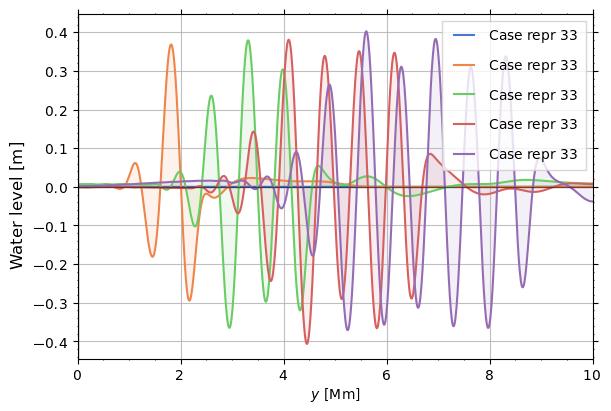 0.4
0.3
0.2
0.1
0.0
−0.1
−0.2
−0.3
−0.4
Water level [m]
Case repr 33
Case repr 33
Case repr 33
Case repr 33
Case repr 33
0 2 4 6 8 10
y [Mm]